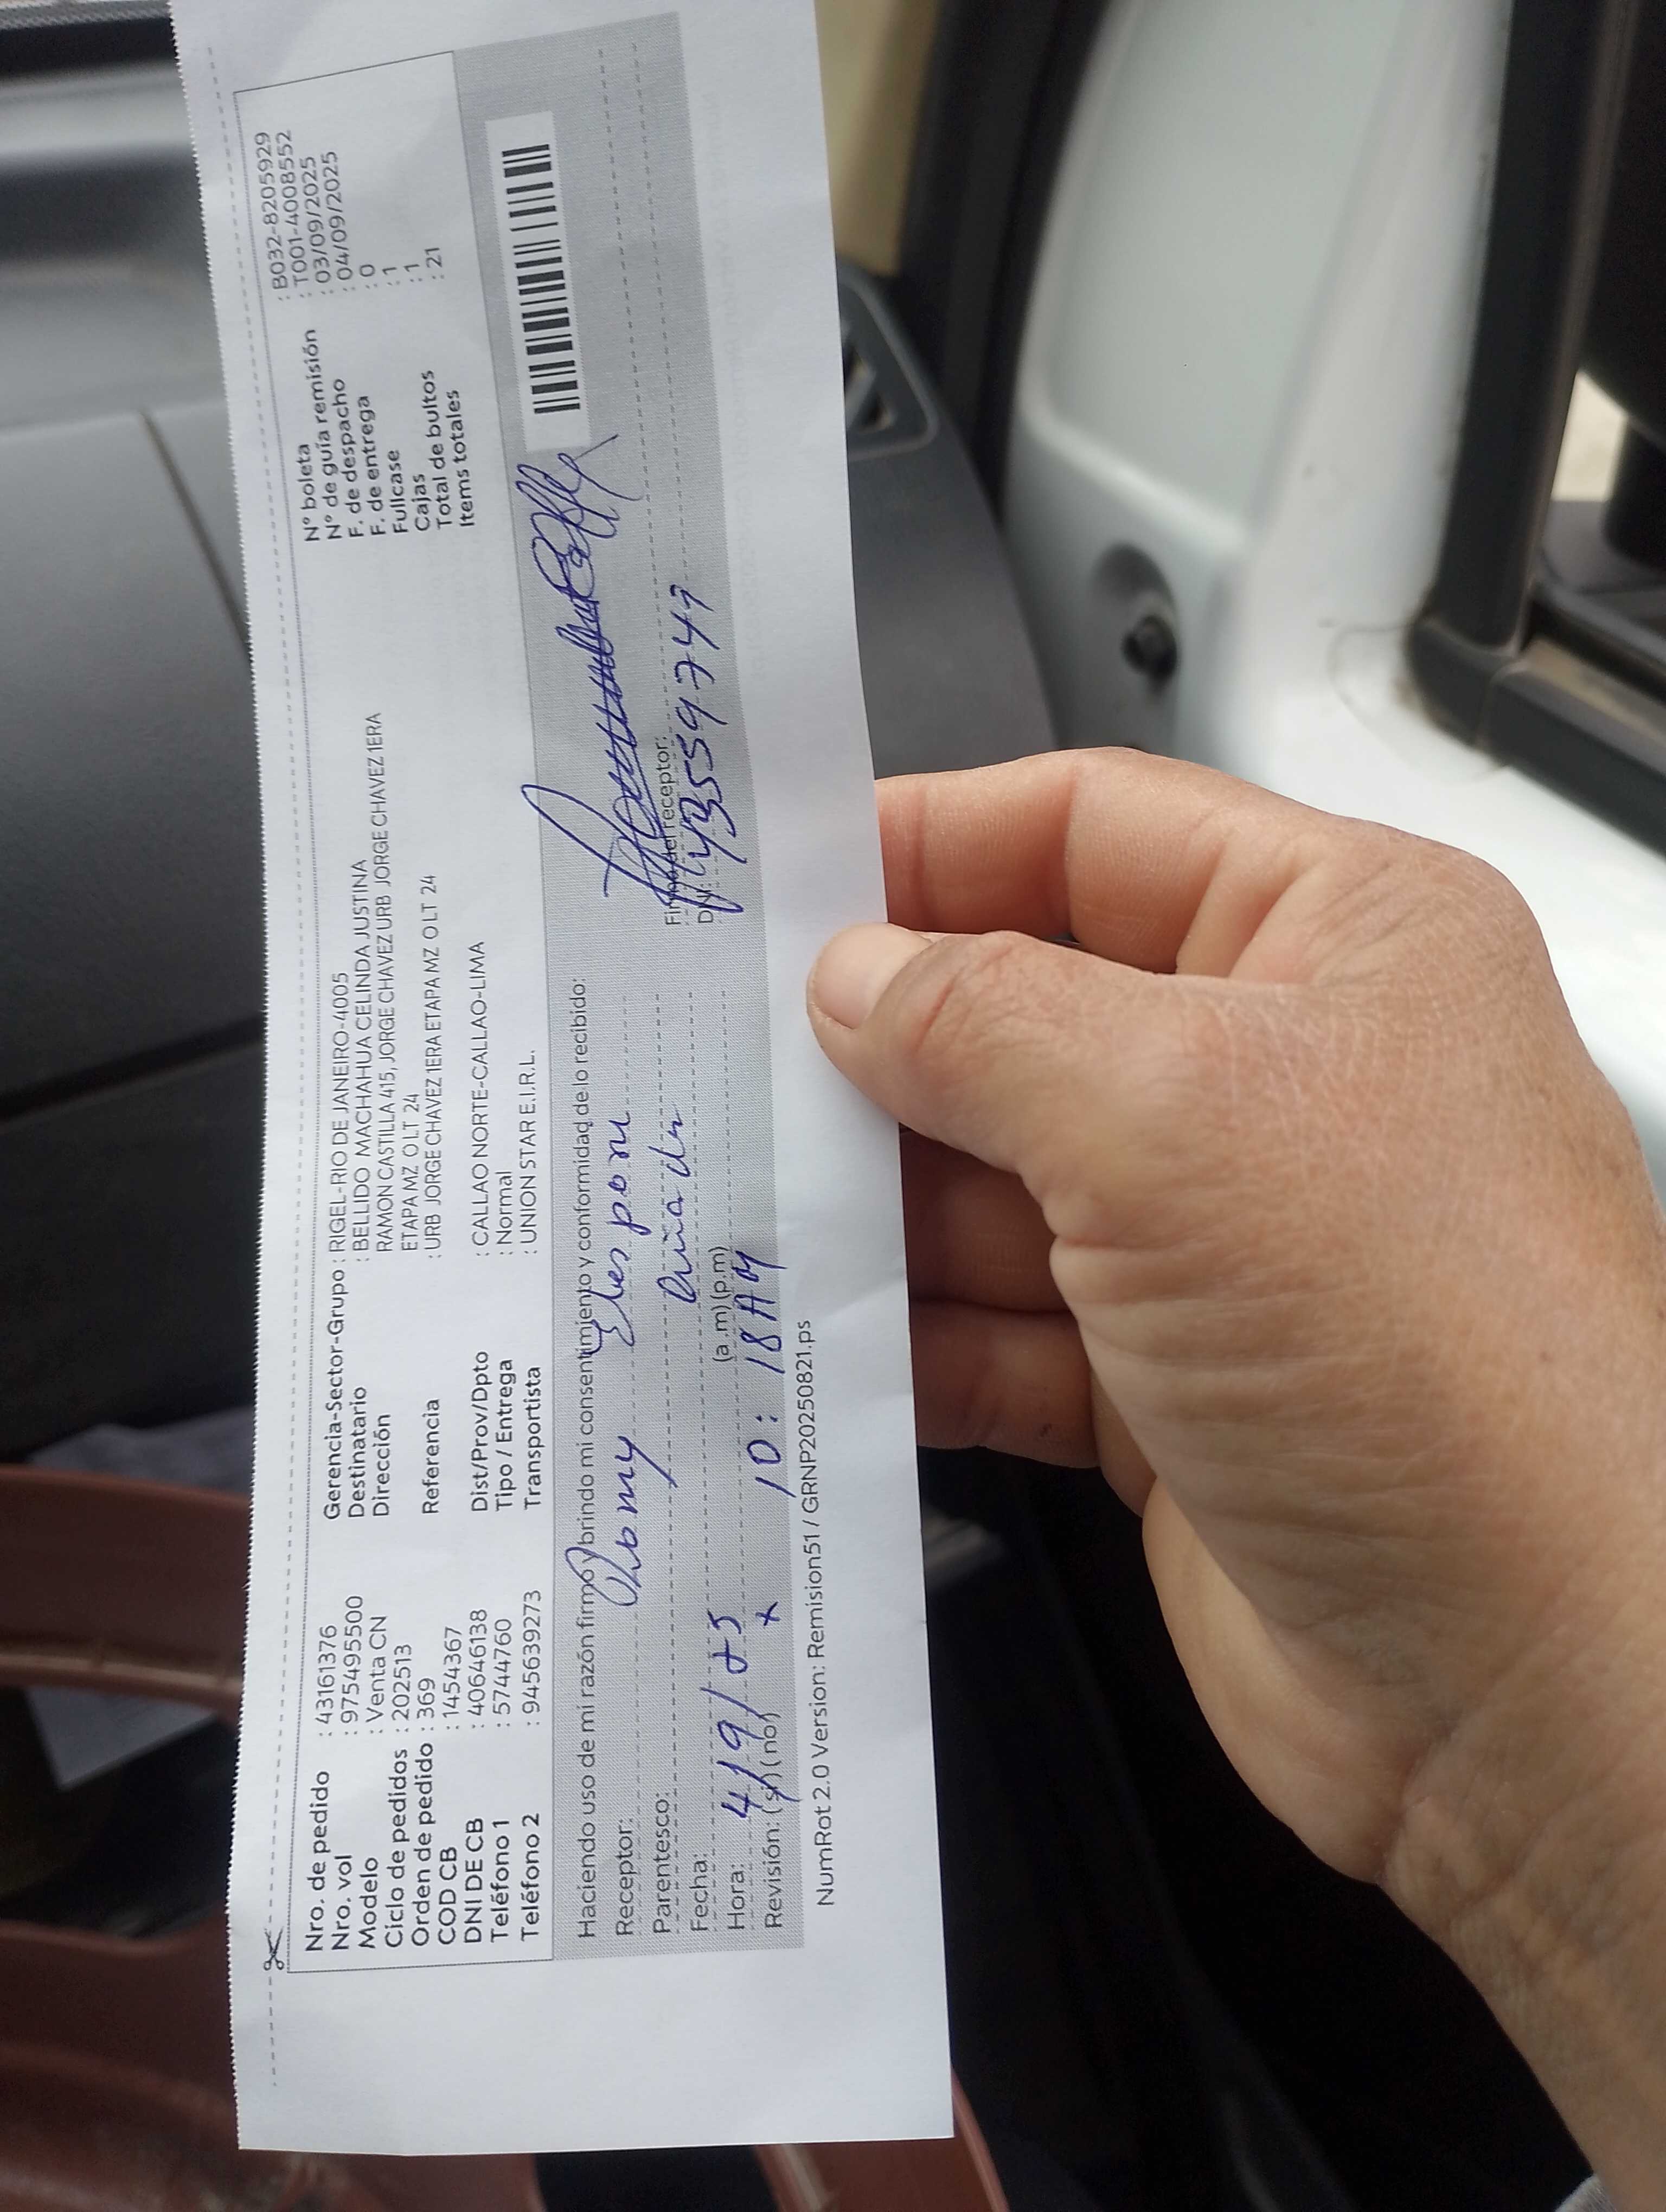 Nro. de pedido : 43161376
Nro. vol : 975495500
Modelo : Venta CN
Ciclo de pedidos : 202513
Orden de pedido : 369
COD CB : 1454367
DNI DE CB : 40646138
Teléfono 1 : 5744760
Teléfono 2 : 945639273
Gerencia-Sector-Grupo : RIGEL-RIO DE JANEIRO-4005
Destinatario : BELLIDO MACHAHUA CELINDA JUSTINA
Dirección RAMON CASTILLA 415, JORGE CHAVEZ URB JORGE CHAVEZ 1ERA
ETAPA MZ O LT 24
Referencia : URB JORGE CHAVEZ 1ERA ETAPA MZ O LT 24
Dist/Prov/Dpto : CALLAO NORTE-CALLAO-LIMA
Tipo / Entrega : Normal
Transportista : UNION STAR E.I.R.L.
N° boleta : B032-8205929
N° de guía remisión : T001-4008552
F. de despacho : 03/09/2025
F. de entrega : 04/09/2025
Fullcase : 0
Cajas : 1
Total de bultos : 1
Items totales : 21
Haciendo uso de mi razón firmo y brindo mi consentimiento y conformidad de lo recibido:
Receptor:
Parentesco:
Fecha: 4/9/25
Hora: 10:18 AM (a.m) (p.m)
Revisión: (si) (no) x
Firma del receptor:
DNI: 43559747
NumRot 2.0 Version: Remision51 / GRNP20250821.ps